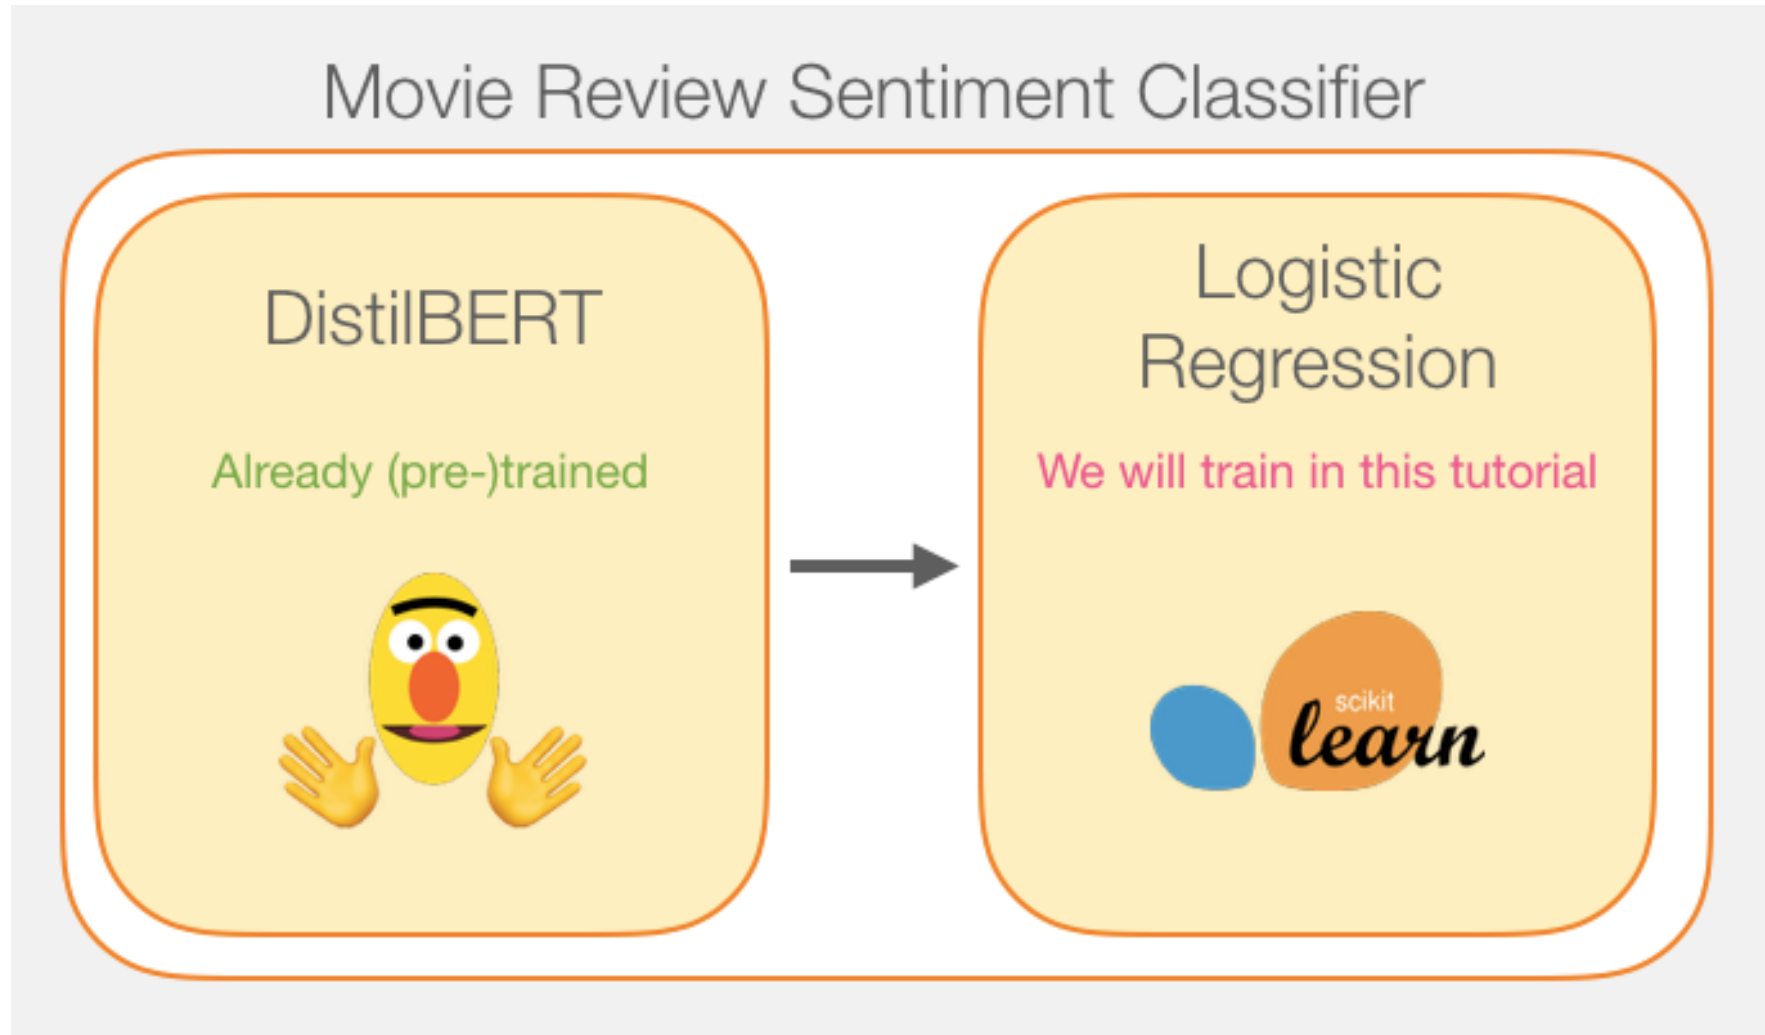 Movie Review Sentiment Classifier
DistilBERT
Already (pre-)trained
Logistic
Regression
We will train in this tutorial
scikit
learn